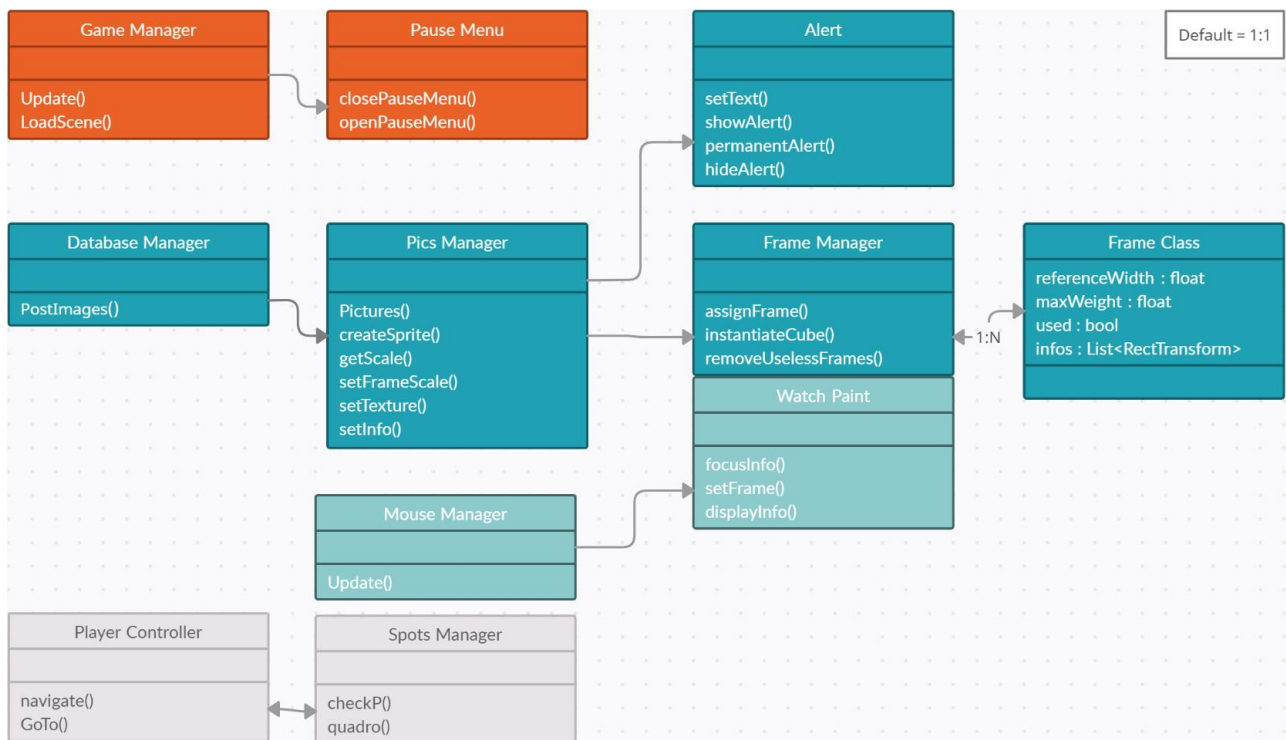 Game Manager
Update()
LoadScene()
Pause Menu
closePauseMenu()
openPauseMenu()
Alert
setText()
showAlert()
permanentAlert()
hideAlert()
Default = 1:1
Database Manager
PostImages()
Pics Manager
Pictures()
createSprite()
getScale()
setFrameScale()
setTexture()
setInfo()
Frame Manager
assignFrame()
instantiateCube()
removeUselessFrames()
1:N
Frame Class
referenceWidth : float
maxWeight : float
used : bool
infos : List<RectTransform>
Watch Paint
focusInfo()
setFrame()
displayInfo()
Mouse Manager
Update()
Player Controller
navigate()
GoTo()
Spots Manager
checkP()
quadro()